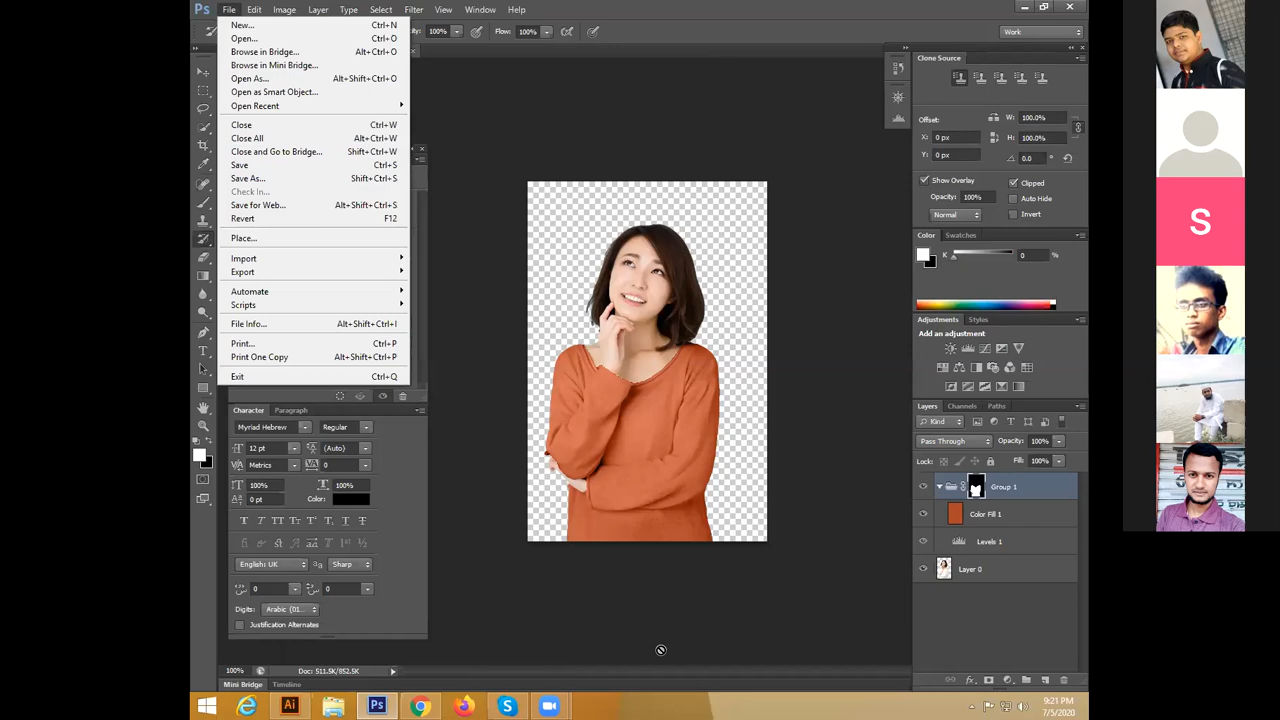 Ps File Edit Image Layer Type Select Filter View Window Help
100% Flow: 100% Work
New... Ctrl+N
Open... Ctrl+O
Browse in Bridge... Alt+Ctrl+O
Browse in Mini Bridge...
Open As... Alt+Shift+Ctrl+O
Open as Smart Object...
Open Recent
Close Ctrl+W
Close All Alt+Ctrl+W
Close and Go to Bridge... Shift+Ctrl+W
Save Ctrl+S
Save As... Shift+Ctrl+S
Check In...
Save for Web... Alt+Shift+Ctrl+S
Revert F12
Place...
Import
Export
Automate
Scripts
File Info... Alt+Shift+Ctrl+I
Print... Ctrl+P
Print One Copy Alt+Shift+Ctrl+P
Exit Ctrl+Q
Character Paragraph
Myriad Hebrew Regular
12 pt (Auto)
Metrics 0
100% 100%
0 pt Color:
T T TT TT T T T T
English: UK aa Sharp
0 0
Digits: Arabic (01...
Justification Alternates
100% Doc: 511.5K/852.5K
Mini Bridge Timeline
Clone Source
Offset: W: 100.0%
X: 0 px H: 100.0%
Y: 0 px 0.0 °
Show Overlay Clipped
Opacity: 100% Auto Hide
Normal Invert
Color Swatches
K 0 %
Adjustments Styles
Add an adjustment
Layers Channels Paths
Kind
Pass Through Opacity: 100%
Lock: Fill: 100%
Group 1
Color Fill 1
Levels 1
Layer 0
fx
Ai Ps S
9:21 PM
7/5/2020
S